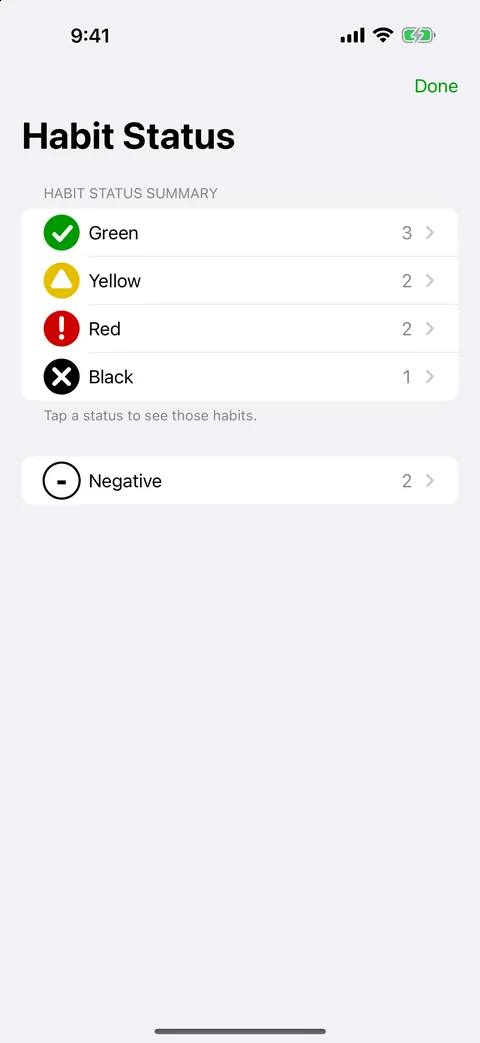 9:41
Done
Habit Status
HABIT STATUS SUMMARY
Green 3
Yellow 2
Red 2
Black 1
Tap a status to see those habits.
Negative 2